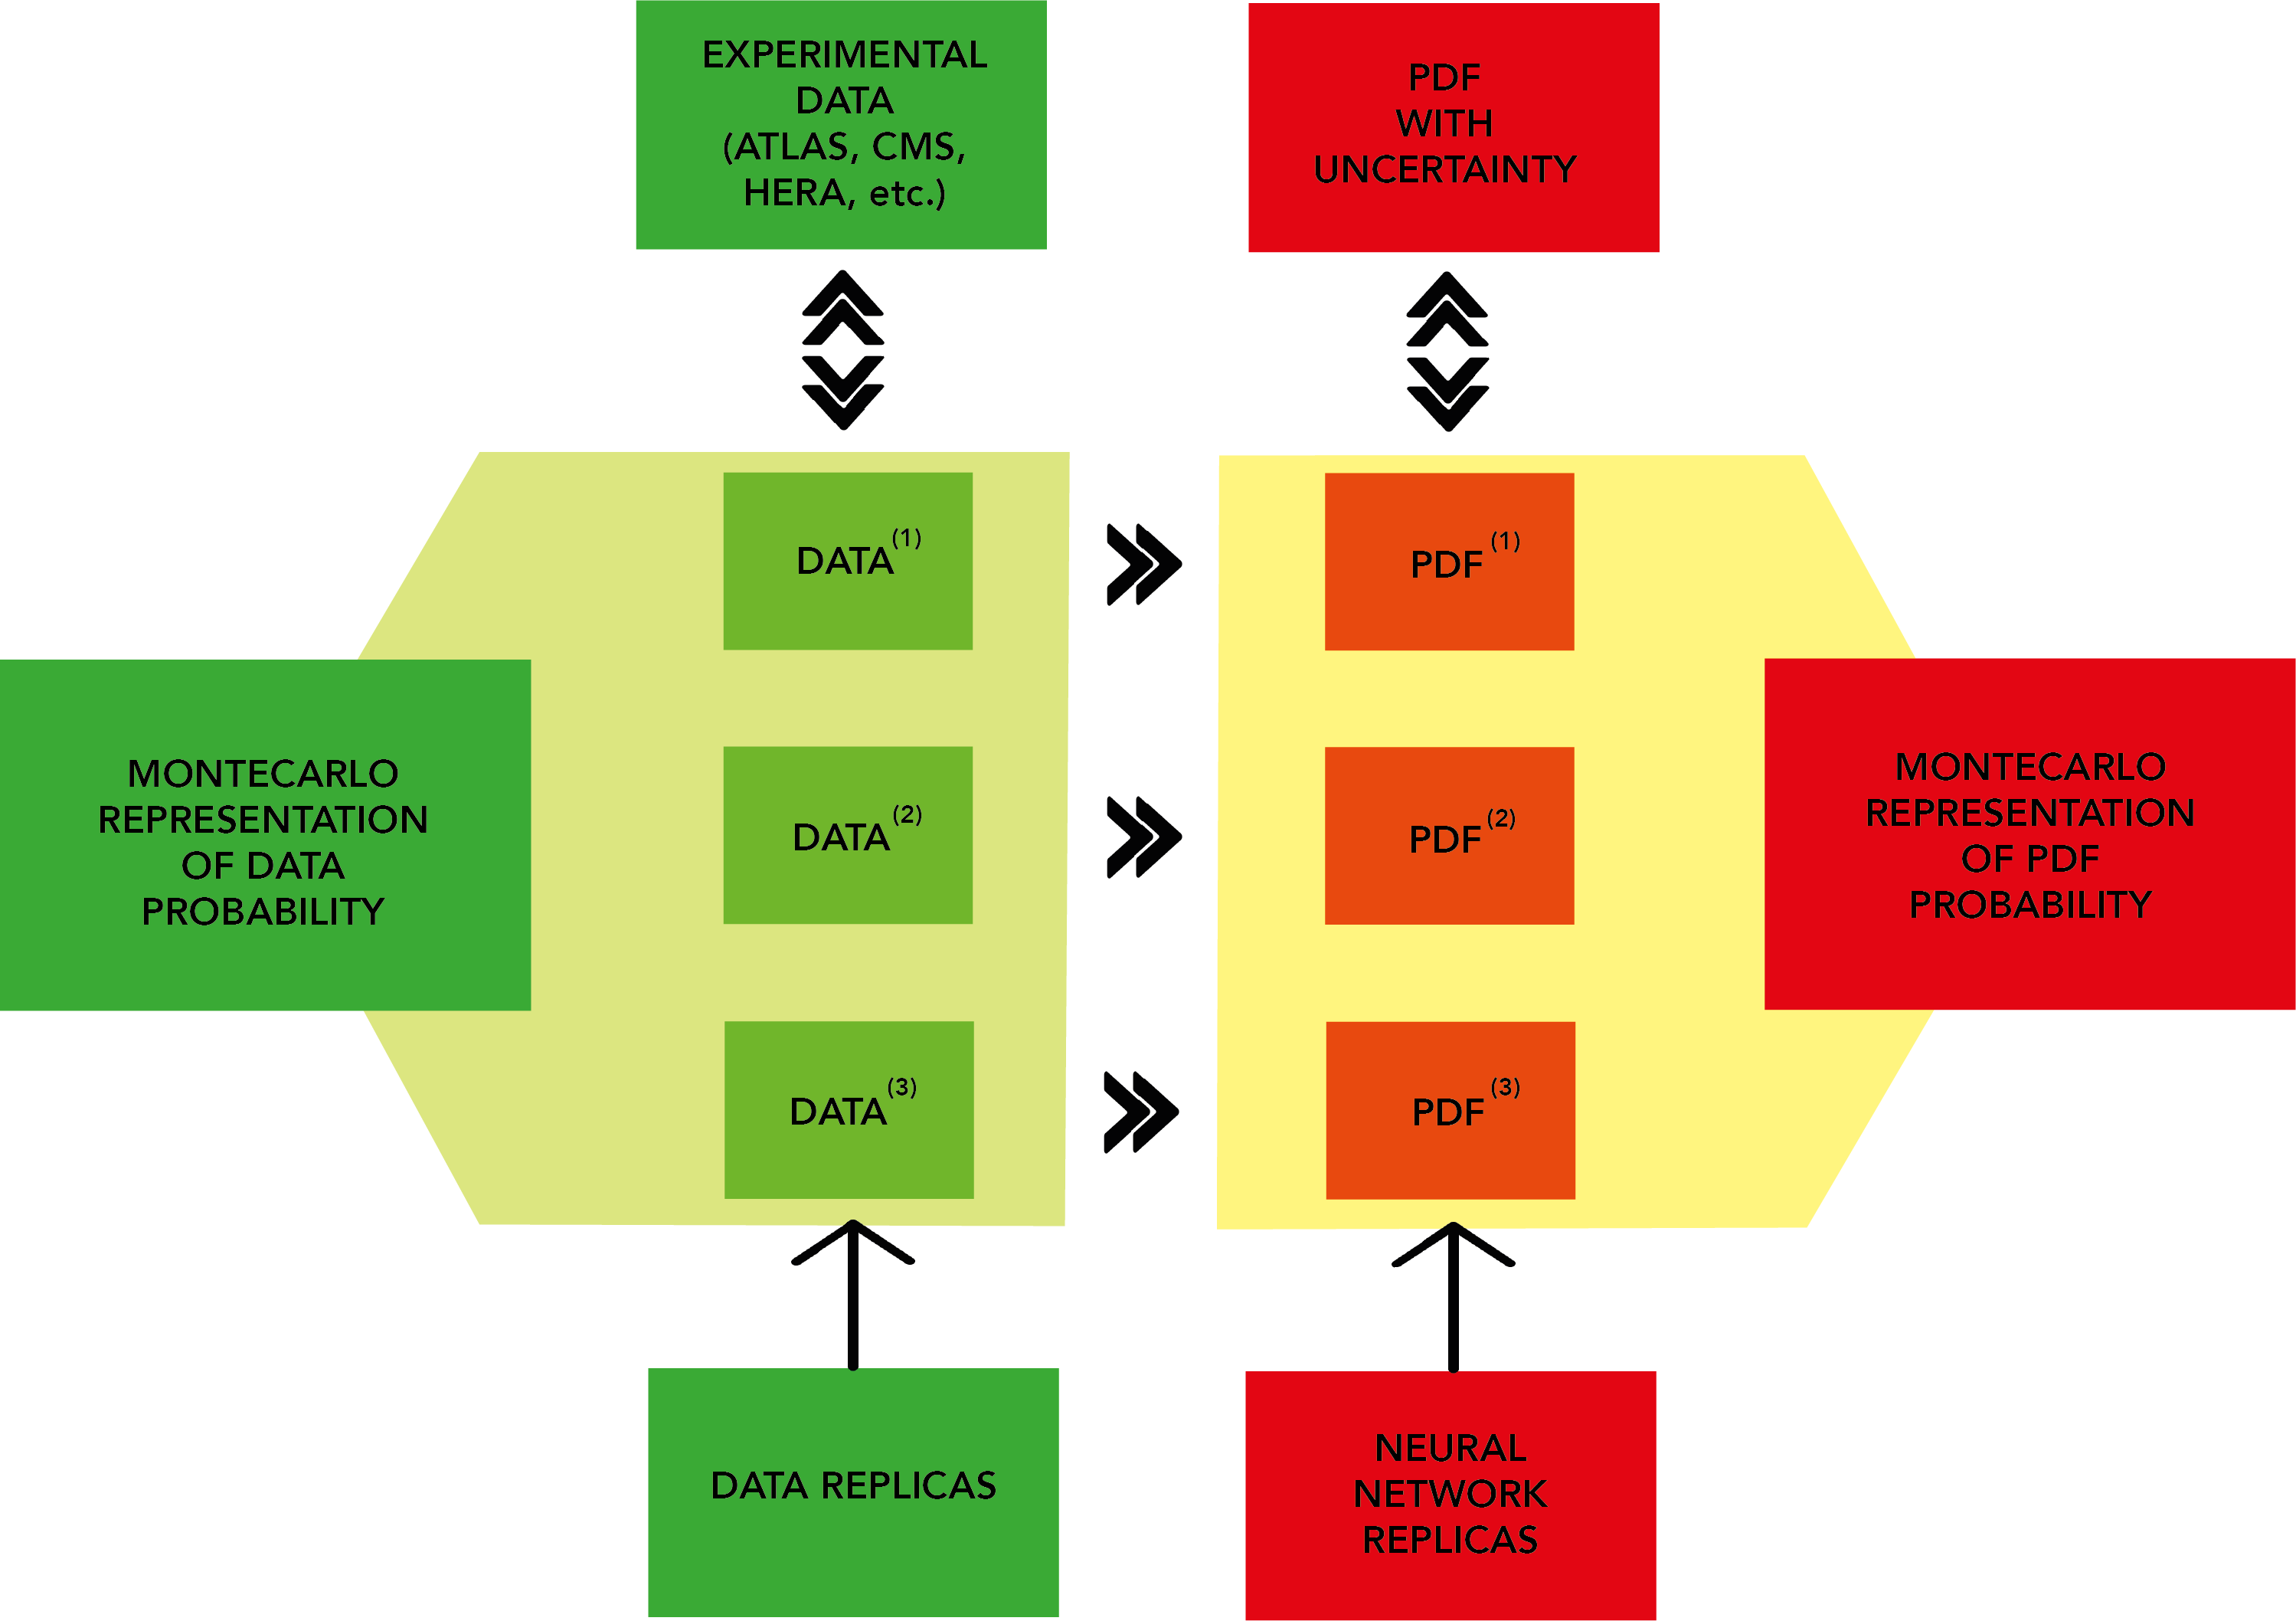 EXPERIMENTAL
DATA
(ATLAS, CMS,
HERA, etc.)
PDF
WITH
UNCERTAINTY
DATA(1)
PDF(1)
MONTECARLO
REPRESENTATION
OF DATA
PROBABILITY
DATA(2)
PDF(2)
MONTECARLO
REPRESENTATION
OF PDF
PROBABILITY
DATA(3)
PDF(3)
DATA REPLICAS
NEURAL
NETWORK
REPLICAS